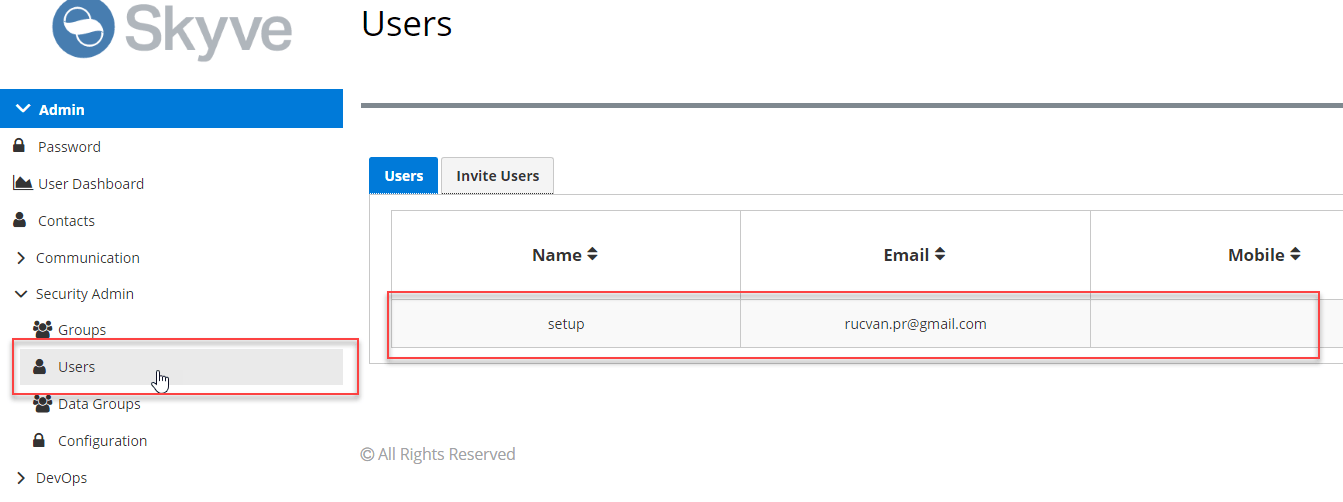 Skyve
Users
Admin
Password
User Dashboard
Contacts
Communication
Security Admin
Groups
Users
Data Groups
Configuration
DevOps
Users Invite Users
Name Email Mobile
setup rucvan.pr@gmail.com
© All Rights Reserved